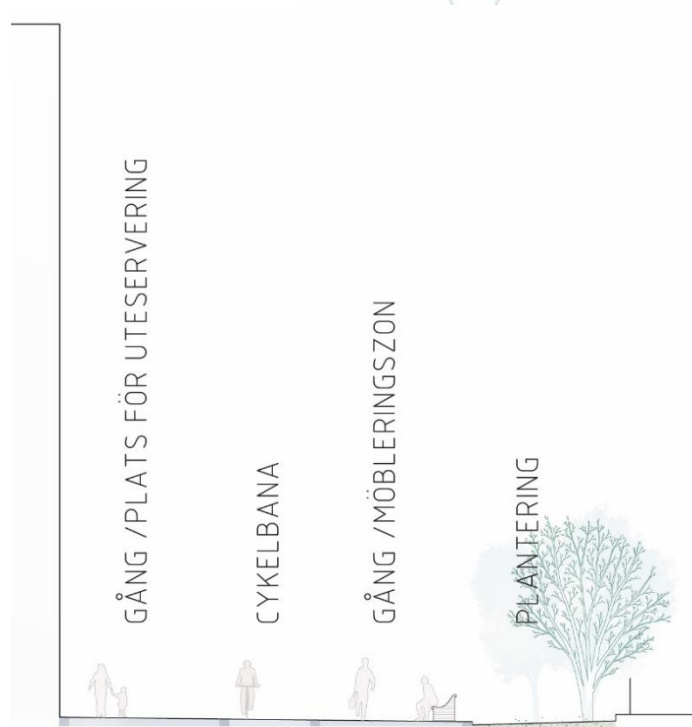 GÅNG /PLATS FÖR UTESERVERING
CYKELBANA
GÅNG /MÖBLERINGSZON
PLANTERING